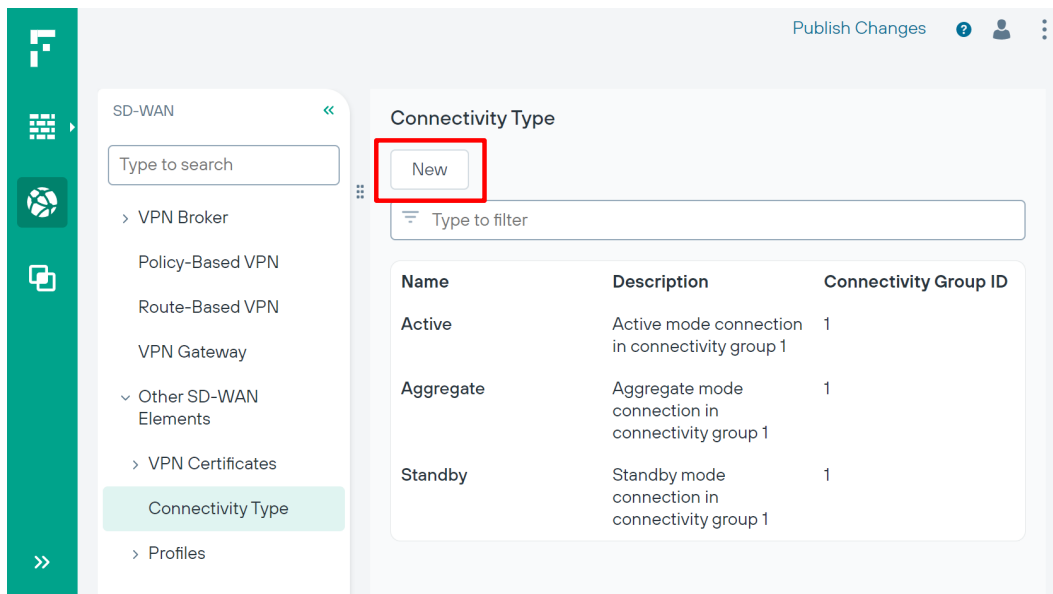 Publish Changes
?
SD-WAN
Type to search
VPN Broker
Policy-Based VPN
Route-Based VPN
VPN Gateway
Other SD-WAN
Elements
VPN Certificates
Connectivity Type
Profiles
Connectivity Type
New
Type to filter
Name Description Connectivity Group ID
Active Active mode connection 1
in connectivity group 1
Aggregate Aggregate mode 1
connection in
connectivity group 1
Standby Standby mode 1
connection in
connectivity group 1